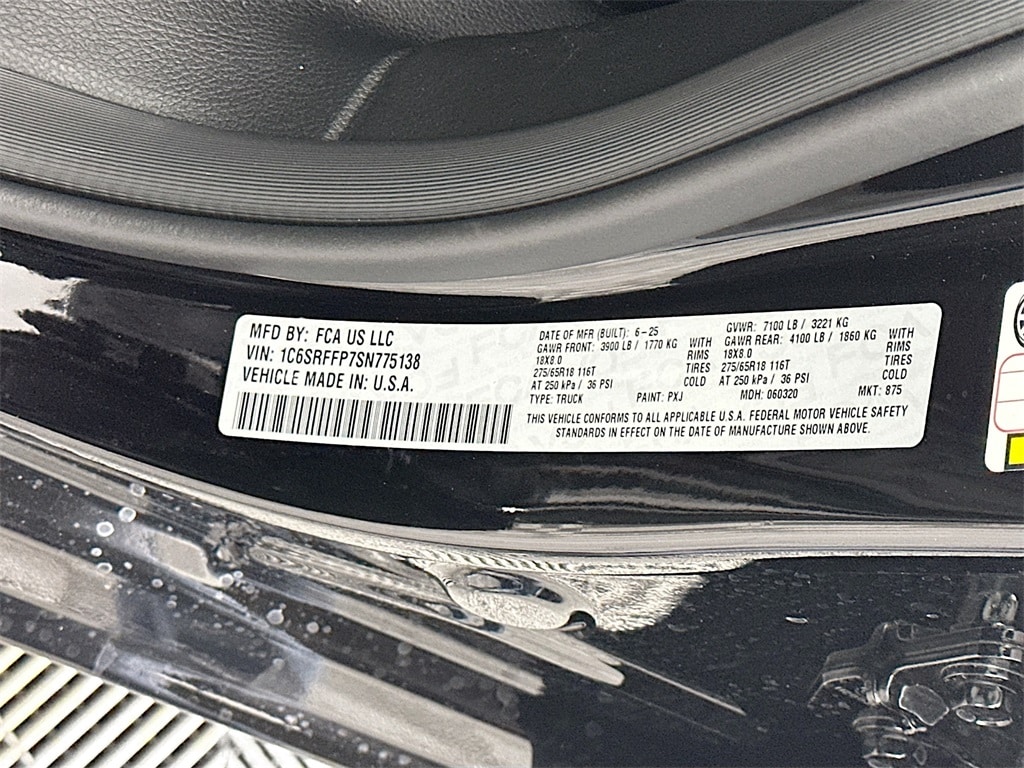 MFD BY: FCA US LLC
VIN: 1C6SRFFP7SN775138
VEHICLE MADE IN: U.S.A.
DATE OF MFR (BUILT): 6-25
GAWR FRONT: 3900 LB / 1770 KG WITH
18X8.0 RIMS
275/65R18 116T TIRES
AT 250 kPa / 36 PSI COLD
TYPE: TRUCK PAINT: PXJ
GVWR: 7100 LB / 3221 KG
GAWR REAR: 4100 LB / 1860 KG WITH
18X8.0 RIMS
275/65R18 116T TIRES
AT 250 kPa / 36 PSI COLD
MDH: 060320 MKT: 875
THIS VEHICLE CONFORMS TO ALL APPLICABLE U.S.A. FEDERAL MOTOR VEHICLE SAFETY
STANDARDS IN EFFECT ON THE DATE OF MANUFACTURE SHOWN ABOVE.